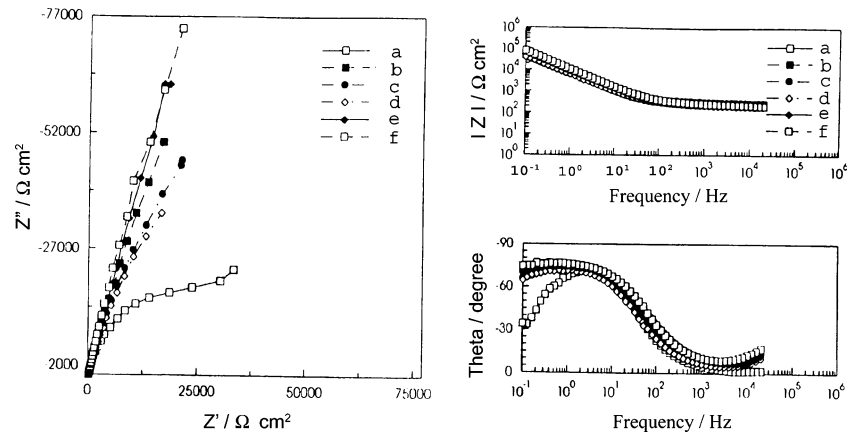 -77000
-52000
-27000
2000
Z'' / Ω cm²
0
25000
50000
75000
Z' / Ω cm²
a
b
c
d
e
f
10⁶
10⁵
10⁴
10³
10²
10¹
10⁰
I Z I / Ω cm²
10⁻¹ 10⁰ 10¹ 10² 10³ 10⁴ 10⁵ 10⁶
Frequency / Hz
a
b
c
d
e
f
-90
-60
-30
0
Theta / degree
10⁻¹ 10⁰ 10¹ 10² 10³ 10⁴ 10⁵ 10⁶
Frequency / Hz